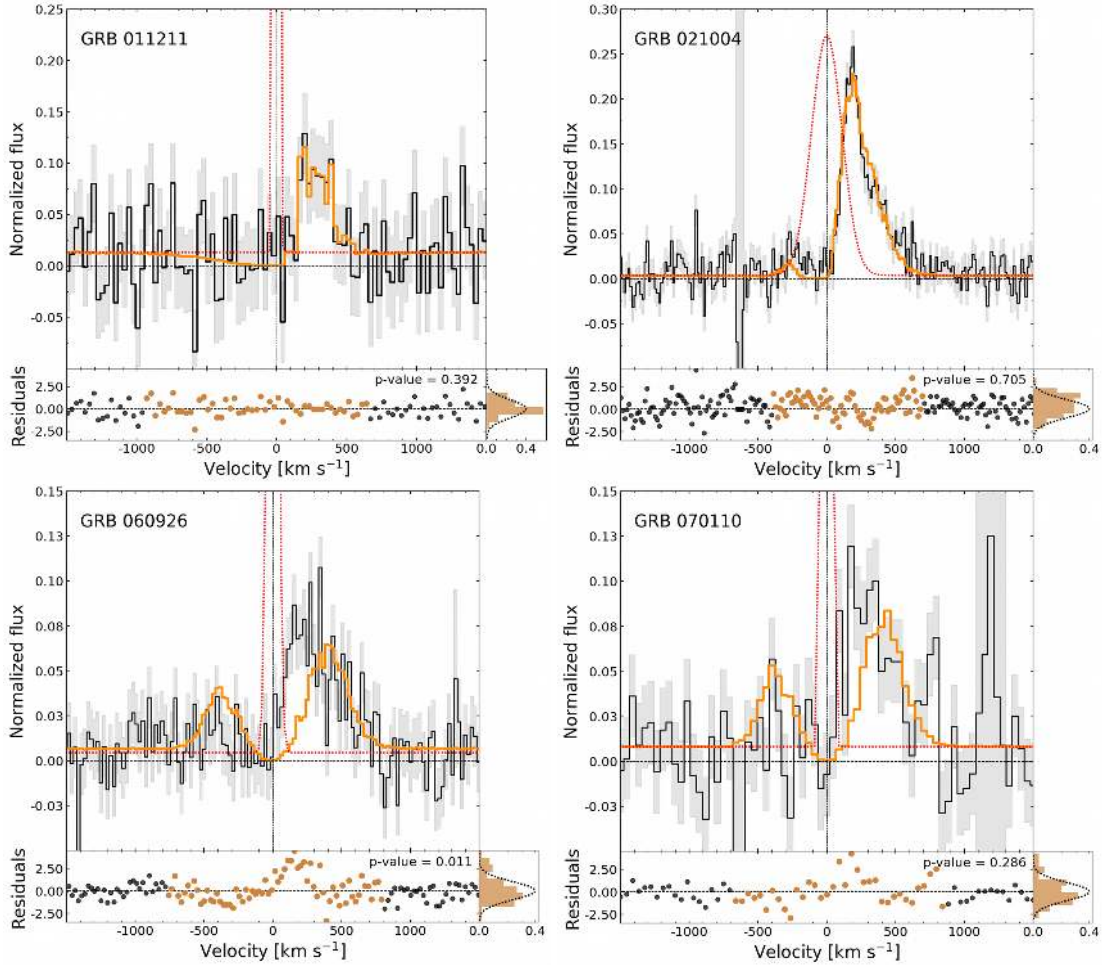 GRB 011211
GRB 021004
0.25
0.20
0.15
0.10
0.05
0.00
-0.05
Normalized flux
0.30
0.25
0.20
0.15
0.10
0.05
0.00
-0.05
Normalized flux
p-value = 0.392
2.50
0.00
-2.50
Residuals
-1000 -500 0 500 1000 0.0 0.4
Velocity [km s⁻¹]
p-value = 0.705
2.50
0.00
-2.50
Residuals
-1000 -500 0 500 1000 0.0 0.4
Velocity [km s⁻¹]
GRB 060926
GRB 070110
0.15
0.13
0.10
0.08
0.05
0.03
0.00
-0.03
Normalized flux
0.15
0.13
0.10
0.08
0.05
0.03
0.00
-0.03
Normalized flux
p-value = 0.011
2.50
0.00
-2.50
Residuals
-1000 -500 0 500 1000 0.0 0.4
Velocity [km s⁻¹]
p-value = 0.286
2.50
0.00
-2.50
Residuals
-1000 -500 0 500 1000 0.0 0.4
Velocity [km s⁻¹]